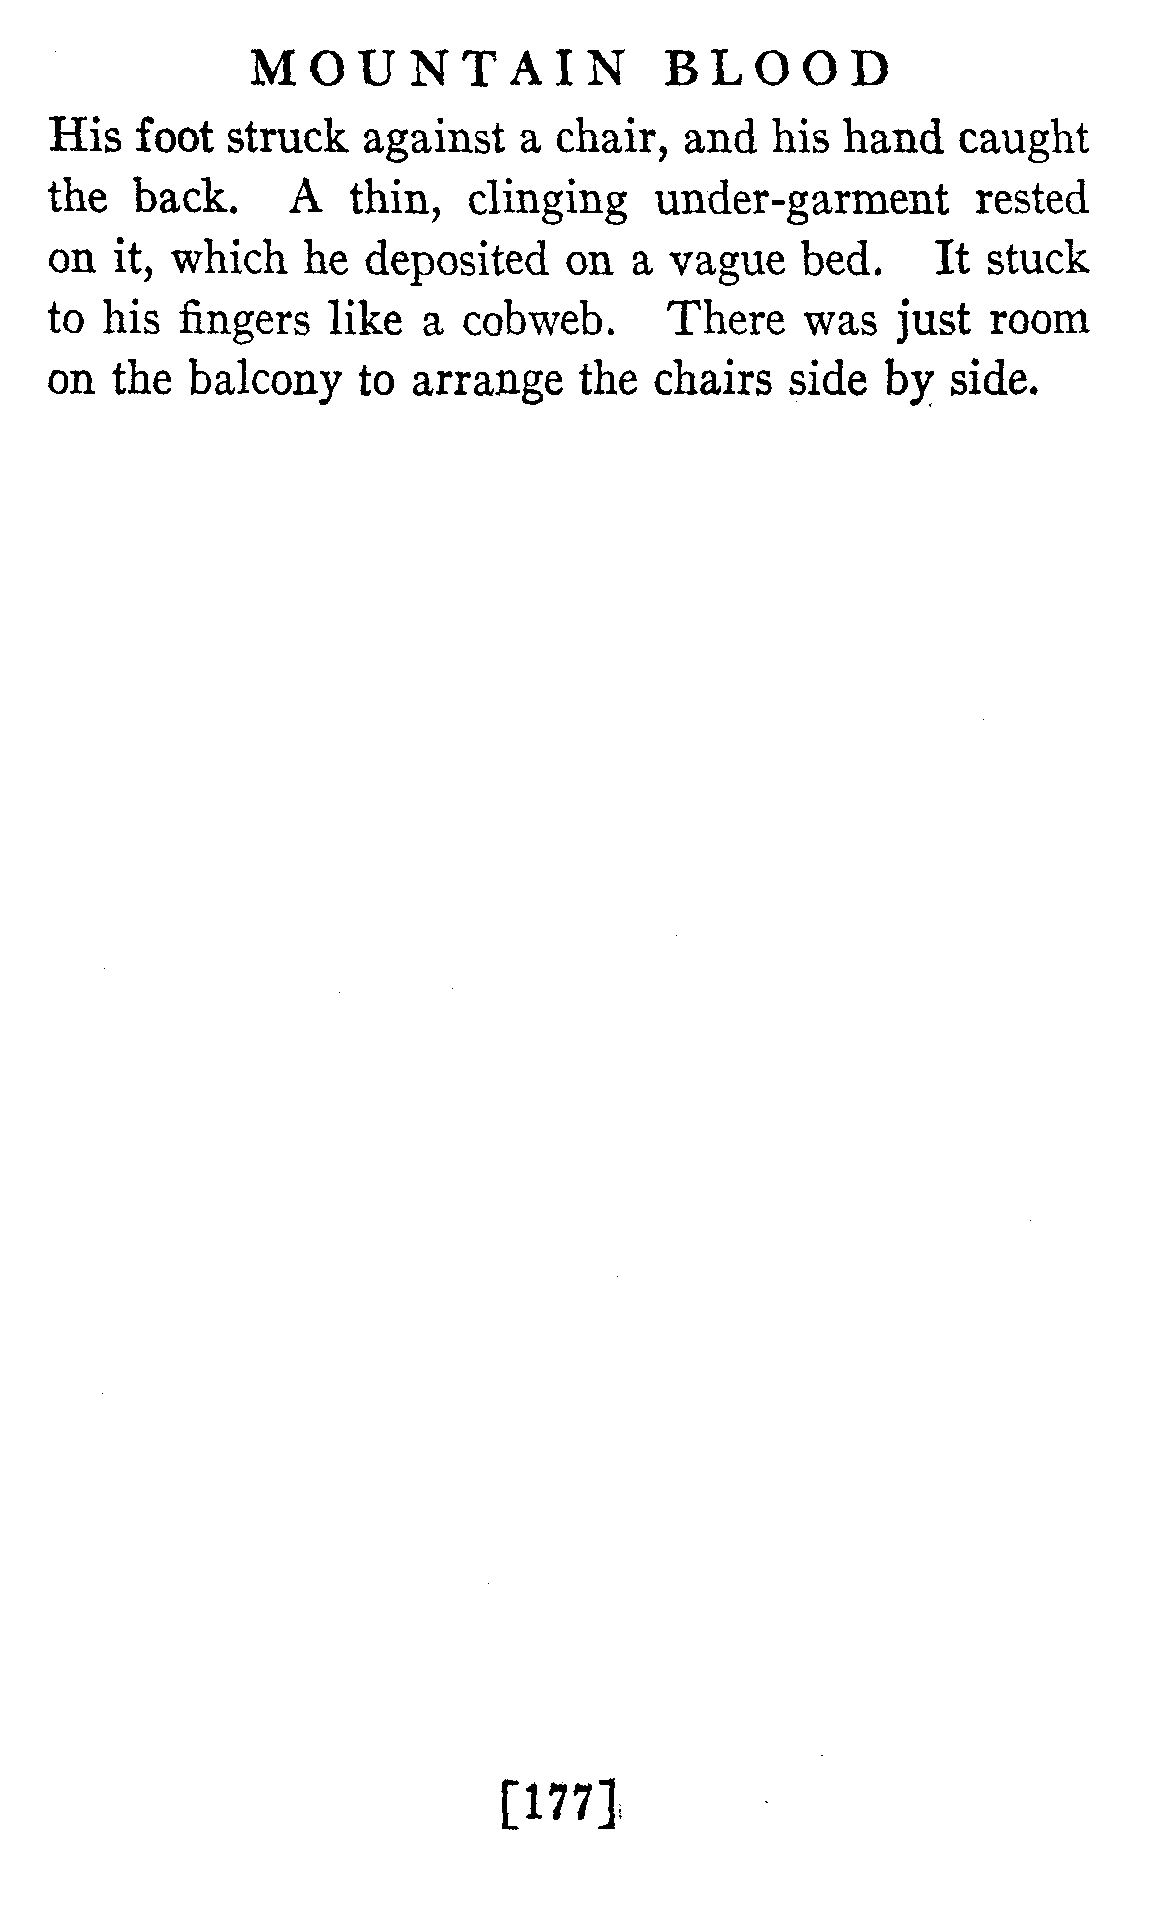 MOUNTAIN BLOOD
His foot struck against a chair, and his hand caught
the back. A thin, clinging under-garment rested
on it, which he deposited on a vague bed. It stuck
to his fingers like a cobweb. There was just room
on the balcony to arrange the chairs side by side.
[177]